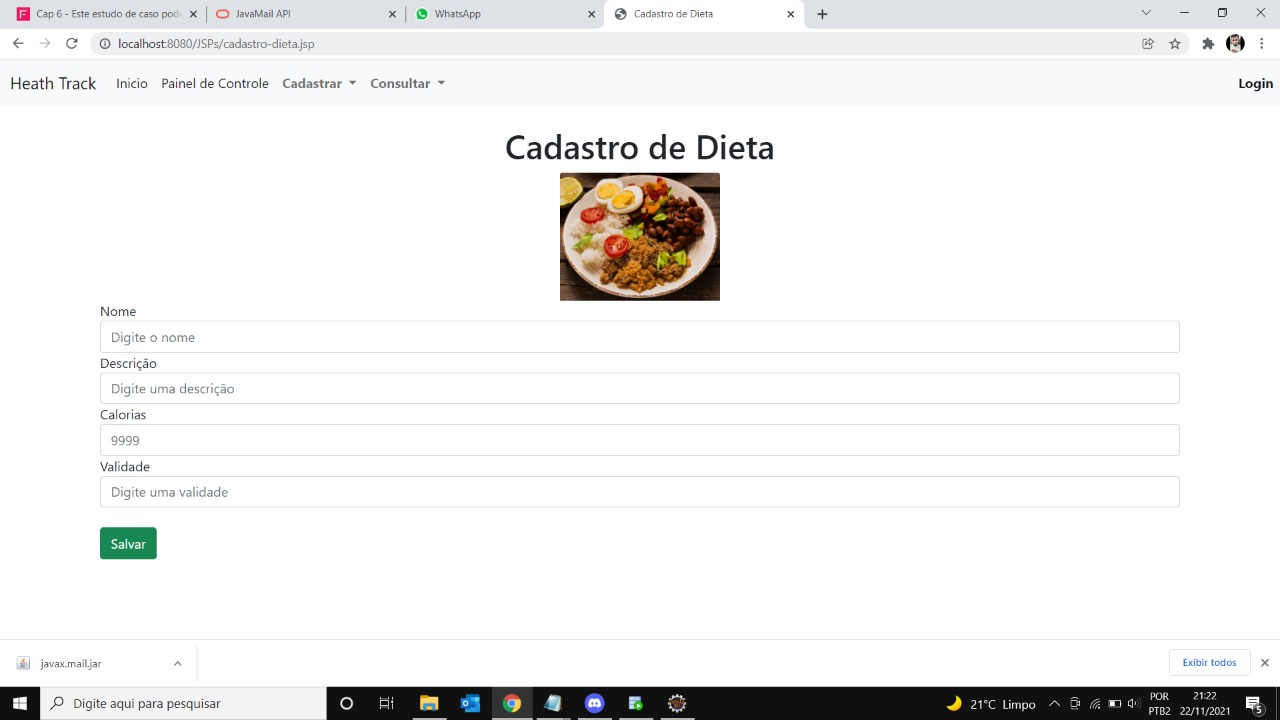 Cap 6 - Este estudo de caso pod
JavaMail API
WhatsApp
Cadastro de Dieta
localhost:8080/JSPs/cadastro-dieta.jsp
Heath Track Inicio Painel de Controle Cadastrar Consultar Login
Cadastro de Dieta
Nome
Digite o nome
Descrição
Digite uma descrição
Calorias
9999
Validade
Digite uma validade
Salvar
javax.mail.jar
Exibir todos
Digite aqui para pesquisar
21°C Limpo
POR
PTB2
21:22
22/11/2021
5